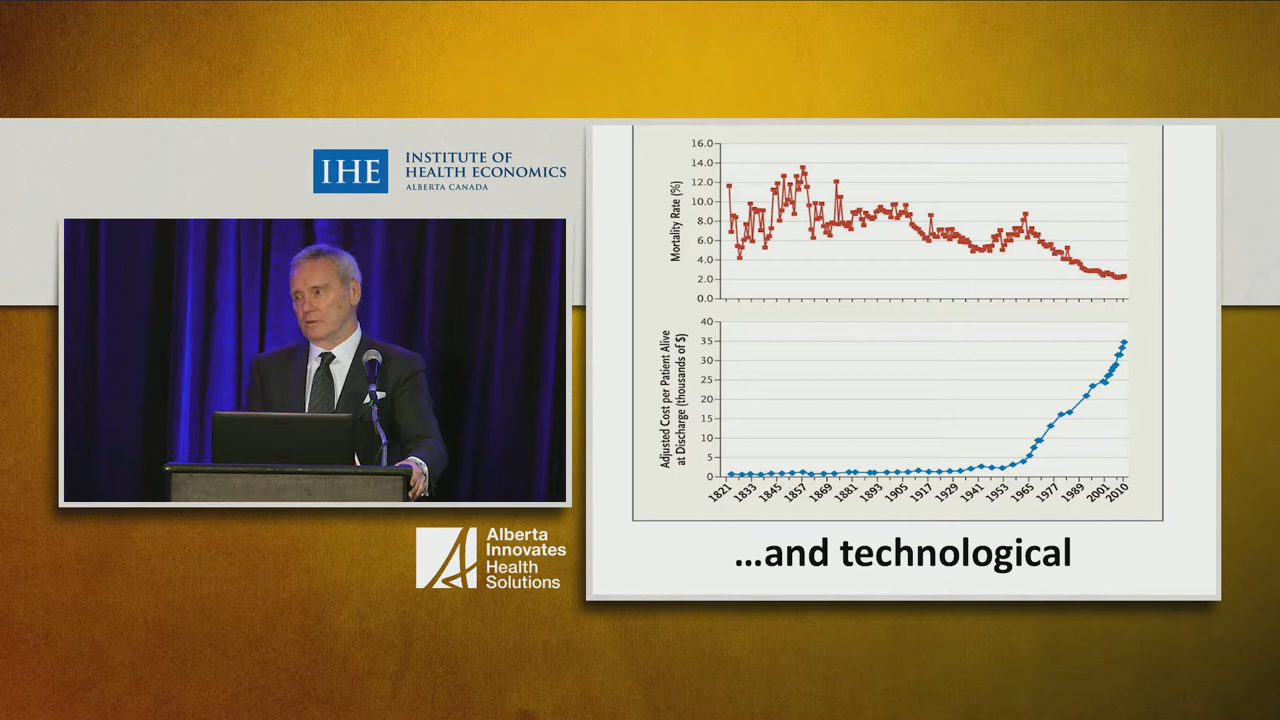 IHE
INSTITUTE OF
HEALTH ECONOMICS
ALBERTA CANADA
Alberta
Innovates
Health
Solutions
Mortality Rate (%)
16.0
14.0
12.0
10.0
8.0
6.0
4.0
2.0
0.0
Adjusted Cost per Patient Alive
at Discharge (thousands of $)
40
35
30
25
20
15
10
5
0
1821
1833
1845
1857
1869
1881
1893
1905
1917
1929
1941
1953
1965
1977
1989
2001
2010
...and technological